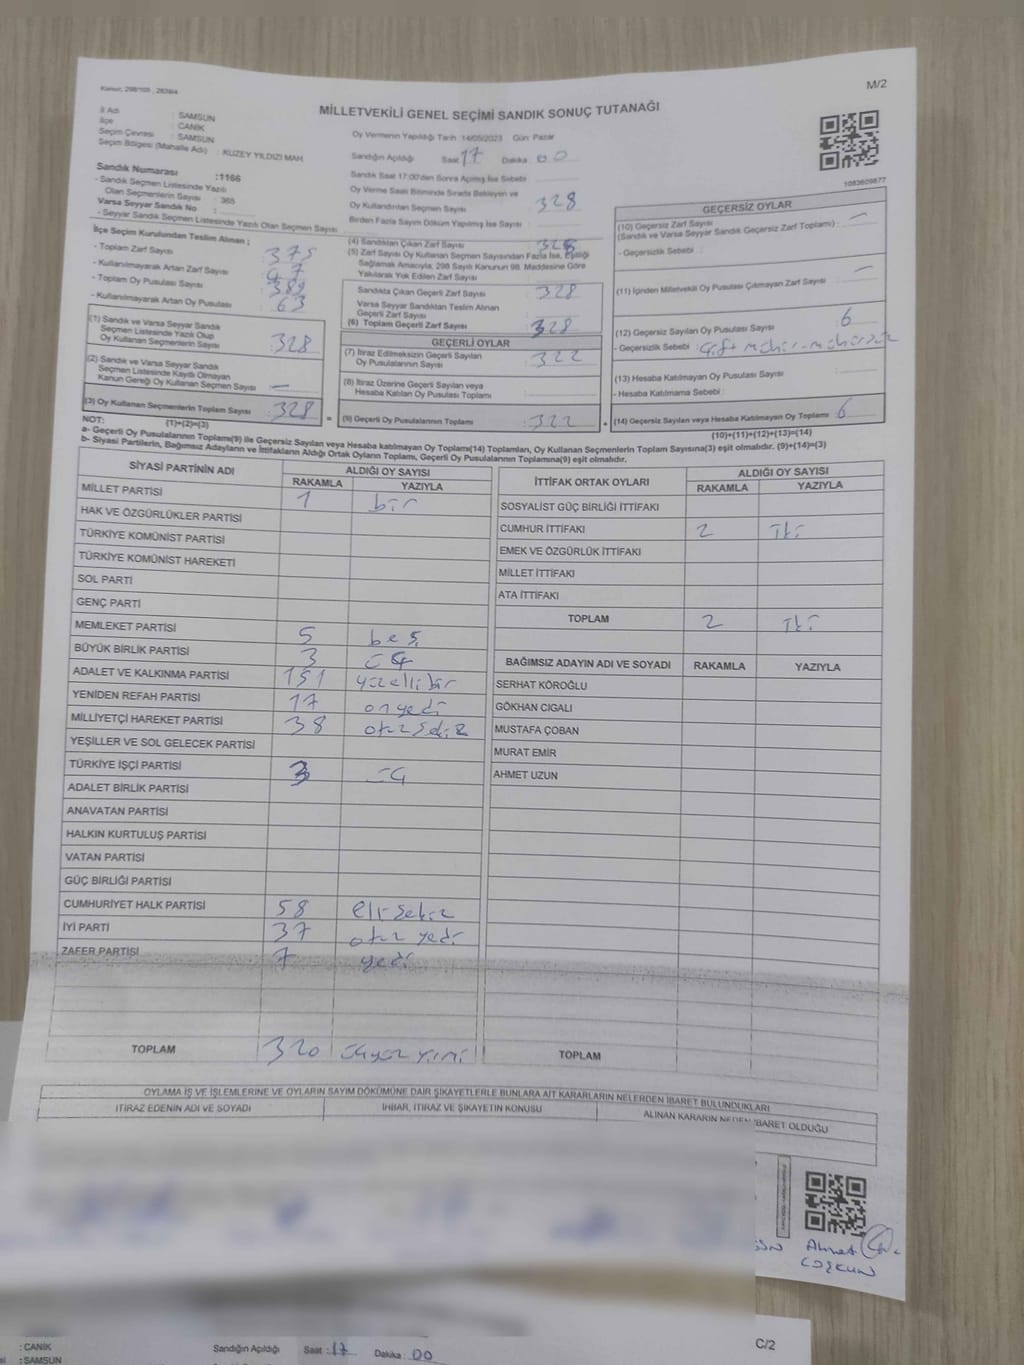 Kanun, 298/105 , 2839/4
M/2
MİLLETVEKİLİ GENEL SEÇİMİ SANDIK SONUÇ TUTANAĞI
İl Adı : SAMSUN
İlçe : CANİK
Seçim Çevresi : SAMSUN
Seçim Bölgesi (Mahalle Adı) : KUZEY YILDIZI MAH
Sandık Numarası :1166
- Sandık Seçmen Listesinde Yazılı
Olan Seçmenlerin Sayısı : 365
Varsa Seyyar Sandık No :
- Seyyar Sandık Seçmen Listesinde Yazılı Olan Seçmen Sayısı
Oy Vermenin Yapıldığı Tarih :14/05/2023 Gün: Pazar
Sandığın Açıldığı Saat 17 Dakika 00
Sandık Saat 17:00'den Sonra Açılmış İse Sebebi
Oy Verme Saati Bitiminde Sırada Bekleyen ve
Oy Kullandırılan Seçmen Sayısı : 328
Birden Fazla Sayım Döküm Yapılmış İse Sayısı :
1083609877
İlçe Seçim Kurulundan Teslim Alınan ;
- Toplam Zarf Sayısı : 375
- Kullanılmayarak Artan Zarf Sayısı : 47
- Toplam Oy Pusulası Sayısı : 389
- Kullanılmayarak Artan Oy Pusulası : 63
(1) Sandık ve Varsa Seyyar Sandık
Seçmen Listesinde Yazılı Olup
Oy Kullanan Seçmenlerin Sayısı : 328
(2) Sandık ve Varsa Seyyar Sandık
Seçmen Listesinde Kayıtlı Olmayan
Kanun Gereği Oy Kullanan Seçmen Sayısı : —
(3) Oy Kullanan Seçmenlerin Toplam Sayısı : 328
(1)+(2)=(3)
(4) Sandıktan Çıkan Zarf Sayısı : 328
(5) Zarf Sayısı Oy Kullanan Seçmen Sayısından Fazla İse, Eşitliği
Sağlamak Amacıyla, 298 Sayılı Kanunun 98. Maddesine Göre
Yakılarak Yok Edilen Zarf Sayısı
Sandıkta Çıkan Geçerli Zarf Sayısı : 328
Varsa Seyyar Sandıktan Teslim Alınan
Geçerli Zarf Sayısı :
(6) Toplam Geçerli Zarf Sayısı : 328
GEÇERLİ OYLAR
(7) İtiraz Edilmeksizin Geçerli Sayılan
Oy Pusulalarının Sayısı : 322
(8) İtiraz Üzerine Geçerli Sayılan veya
Hesaba Katılan Oy Pusulası Toplamı :
= (9) Geçerli Oy Pusulalarının Toplamı : 322
GEÇERSİZ OYLAR
(10) Geçersiz Zarf Sayısı
(Sandık ve Varsa Seyyar Sandık Geçersiz Zarf Toplamı) : —
- Geçersizlik Sebebi :
(11) İçinden Milletvekili Oy Pusulası Çıkmayan Zarf Sayısı : —
(12) Geçersiz Sayılan Oy Pusulası Sayısı : 6
- Geçersizlik Sebebi : çift mühür-mühürsüz
(13) Hesaba Katılmayan Oy Pusulası Sayısı :
- Hesaba Katılmama Sebebi :
+ (14) Geçersiz Sayılan veya Hesaba Katılmayan Oy Toplamı : 6
(10)+(11)+(12)+(13)=(14)
NOT:
a- Geçerli Oy Pusulalarının Toplamı(9) ile Geçersiz Sayılan veya Hesaba katılmayan Oy Toplamı(14) Toplamları, Oy Kullanan Seçmenlerin Toplam Sayısına(3) eşit olmalıdır. (9)+(14)=(3)
b- Siyasi Partilerin, Bağımsız Adayların ve İttifakların Aldığı Ortak Oyların Toplamı, Geçerli Oy Pusulalarının Toplamına(9) eşit olmalıdır.
SİYASİ PARTİNİN ADI ALDIĞI OY SAYISI
RAKAMLA YAZIYLA
MİLLET PARTİSİ 1 bir
HAK VE ÖZGÜRLÜKLER PARTİSİ
TÜRKİYE KOMÜNİST PARTİSİ
TÜRKİYE KOMÜNİST HAREKETİ
SOL PARTİ
GENÇ PARTİ
MEMLEKET PARTİSİ 5 beş
BÜYÜK BİRLİK PARTİSİ 3 üç
ADALET VE KALKINMA PARTİSİ 151 yüzellibir
YENİDEN REFAH PARTİSİ 17 onyedi
MİLLİYETÇİ HAREKET PARTİSİ 38 otuzsekiz
YEŞİLLER VE SOL GELECEK PARTİSİ
TÜRKİYE İŞÇİ PARTİSİ 3 üç
ADALET BİRLİK PARTİSİ
ANAVATAN PARTİSİ
HALKIN KURTULUŞ PARTİSİ
VATAN PARTİSİ
GÜÇ BİRLİĞİ PARTİSİ
CUMHURİYET HALK PARTİSİ 58 elli sekiz
İYİ PARTİ 37 otuz yedi
ZAFER PARTİSİ 7 yedi
TOPLAM 320 üçyüz yirmi
İTTİFAK ORTAK OYLARI ALDIĞI OY SAYISI
RAKAMLA YAZIYLA
SOSYALİST GÜÇ BİRLİĞİ İTTİFAKI
CUMHUR İTTİFAKI 2 İki
EMEK VE ÖZGÜRLÜK İTTİFAKI
MİLLET İTTİFAKI
ATA İTTİFAKI
TOPLAM 2 İki
BAĞIMSIZ ADAYIN ADI VE SOYADI RAKAMLA YAZIYLA
SERHAT KÖROĞLU
GÖKHAN CIGALI
MUSTAFA ÇOBAN
MURAT EMİR
AHMET UZUN
TOPLAM
OYLAMA İŞ VE İŞLEMLERİNE VE OYLARIN SAYIM DÖKÜMÜNE DAİR ŞİKAYETLERLE BUNLARA AİT KARARLARIN NELERDEN İBARET BULUNDUKLARI
İTİRAZ EDENİN ADI VE SOYADI İHBAR, İTİRAZ VE ŞİKAYETİN KONUSU ALINAN KARARIN NEDEN İBARET OLDUĞU
Ahmet
COŞKUN
: CANİK
: SAMSUN
Sandığın Açıldığı Saat : 17 Dakika : 00
C/2